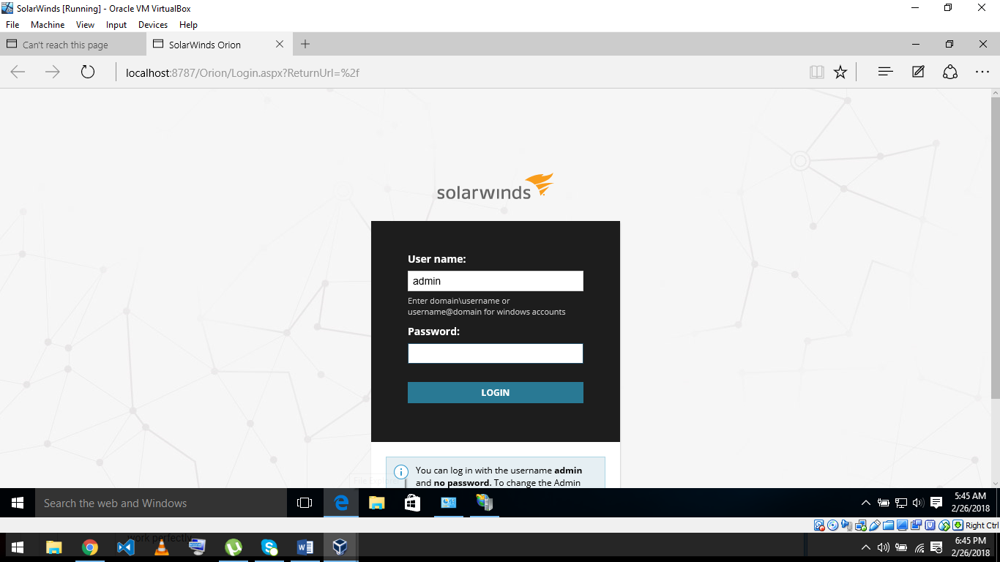 SolarWinds [Running] - Oracle VM VirtualBox
File Machine View Input Devices Help
Can't reach this page
SolarWinds Orion
localhost:8787/Orion/Login.aspx?ReturnUrl=%2f
solarwinds
User name:
admin
Enter domain\username or
username@domain for windows accounts
Password:
LOGIN
You can log in with the username admin
and no password. To change the Admin
File Explorer
Search the web and Windows
5:45 AM
2/26/2018
Right Ctrl
work perfectly
6:45 PM
2/26/2018